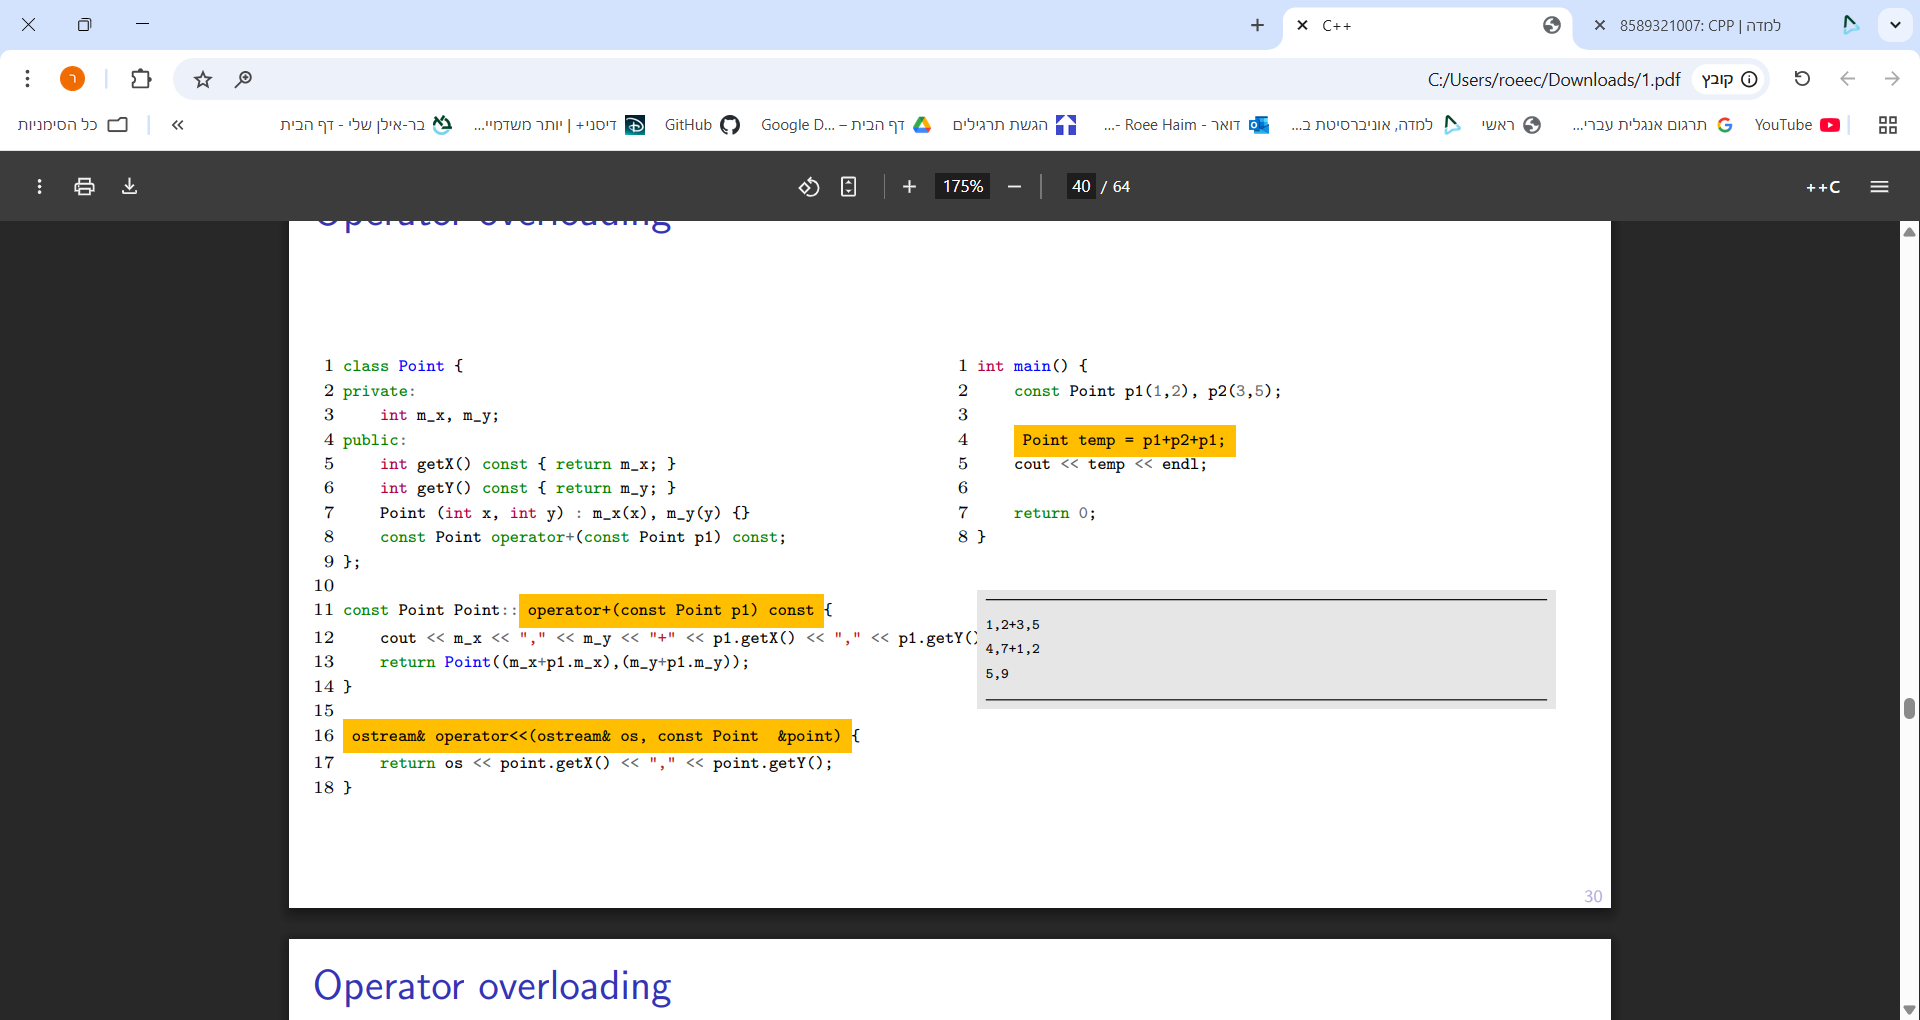 C++
למדה | 8589321007: CPP
C:/Users/roeec/Downloads/1.pdf
קובץ
כל הסימניות
בר-אילן שלי - דף הבית
דיסני+ | יותר משדמיי...
GitHub
דף הבית – Google D...
הגשת תרגילים
דואר - Roee Haim -...
למדה, אוניברסיטת ב...
ראשי
תרגום אנגלית עברי...
YouTube
175%
40 / 64
++C
Operator overloading
1 class Point {
2 private:
3     int m_x, m_y;
4 public:
5     int getX() const { return m_x; }
6     int getY() const { return m_y; }
7     Point (int x, int y) : m_x(x), m_y(y) {}
8     const Point operator+(const Point p1) const;
9 };
10
11 const Point Point::operator+(const Point p1) const {
12     cout << m_x << "," << m_y << "+" << p1.getX() << "," << p1.getY()
13     return Point((m_x+p1.m_x),(m_y+p1.m_y));
14 }
15
16 ostream& operator<<(ostream& os, const Point  &point) {
17     return os << point.getX() << "," << point.getY();
18 }
1 int main() {
2     const Point p1(1,2), p2(3,5);
3
4     Point temp = p1+p2+p1;
5     cout << temp << endl;
6
7     return 0;
8 }
1,2+3,5
4,7+1,2
5,9
30
Operator overloading